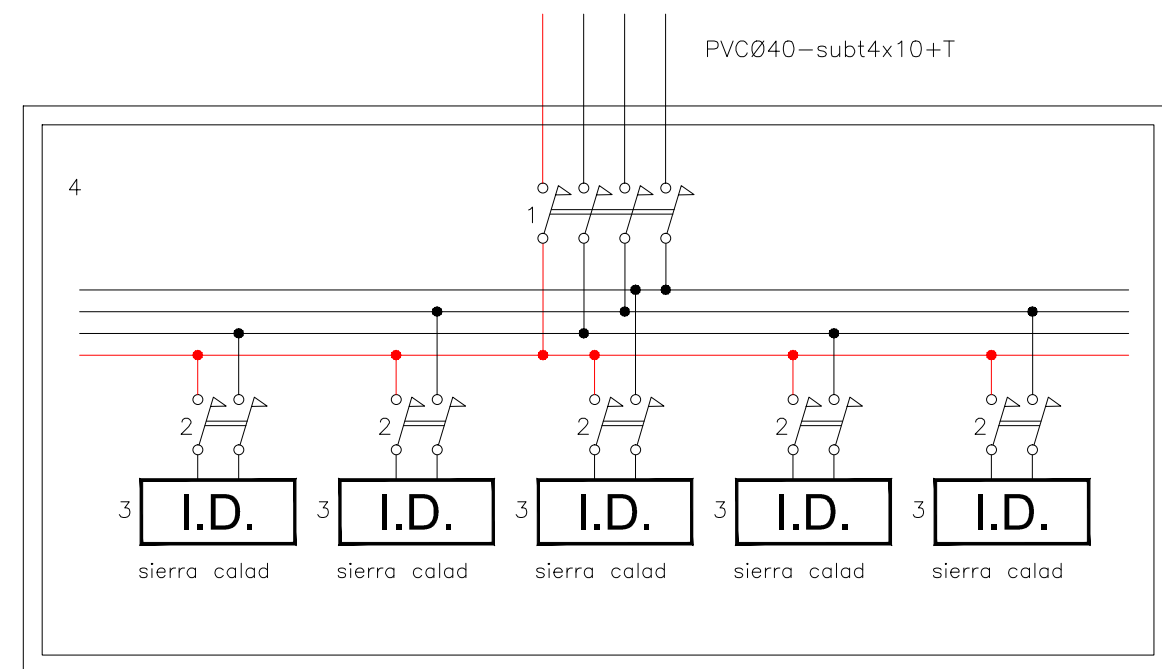 PVCØ40-subt4x10+T
4
1
2 2 2 2 2
3 I.D. 3 I.D. 3 I.D. 3 I.D. 3 I.D.
sierra calad sierra calad sierra calad sierra calad sierra calad